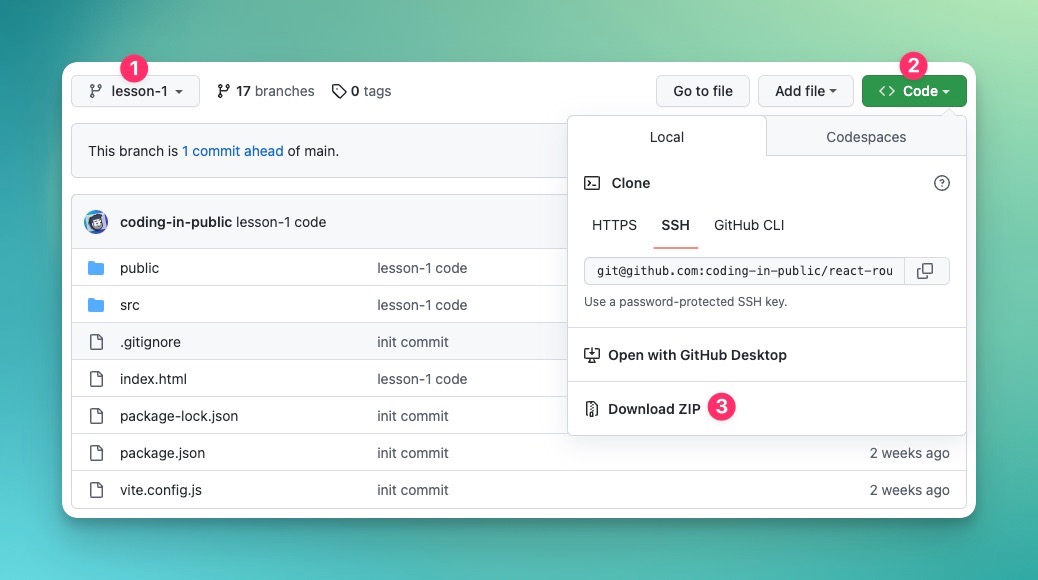 1
2
lesson-1
17 branches
0 tags
Go to file
Add file
Code
This branch is 1 commit ahead of main.
Local
Codespaces
Clone
HTTPS
SSH
GitHub CLI
git@github.com:coding-in-public/react-rou
Use a password-protected SSH key.
Open with GitHub Desktop
Download ZIP 3
coding-in-public lesson-1 code
public lesson-1 code
src lesson-1 code
.gitignore init commit
index.html lesson-1 code
package-lock.json init commit
package.json init commit 2 weeks ago
vite.config.js init commit 2 weeks ago